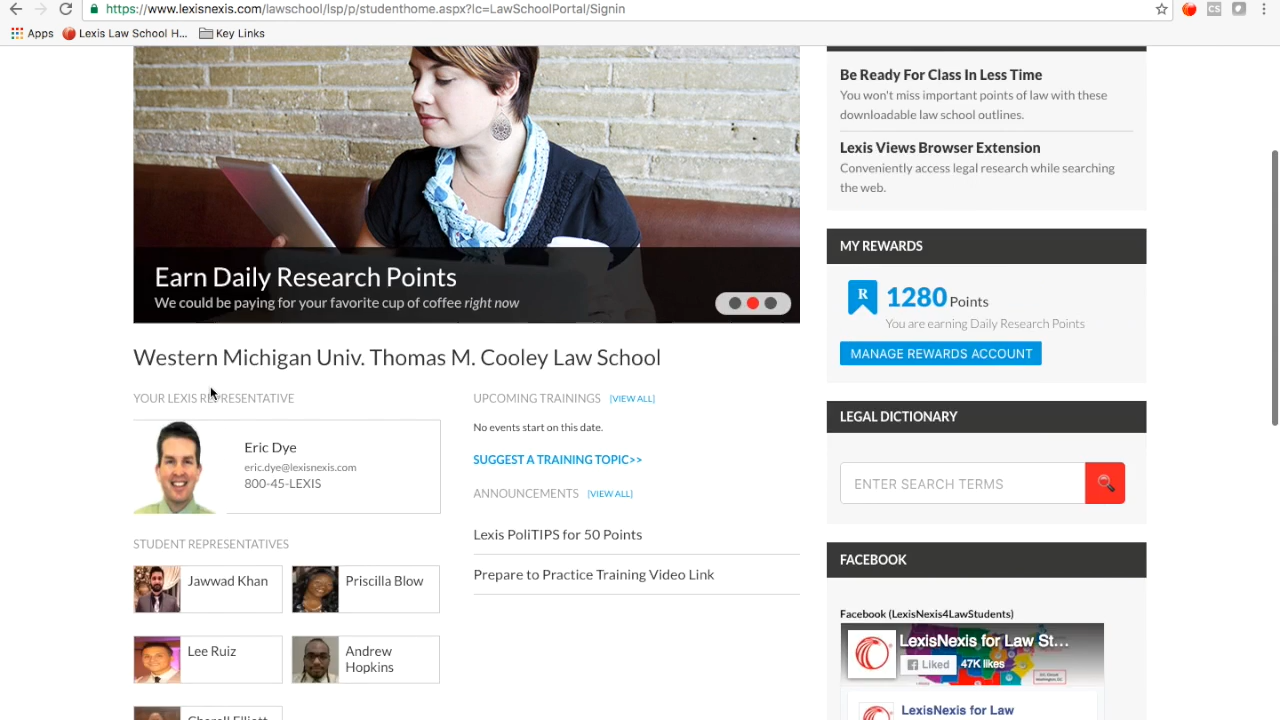 https://www.lexisnexis.com/lawschool/lsp/p/studenthome.aspx?lc=LawSchoolPortal/Signin
CS
Apps
Lexis Law School H...
Key Links
Earn Daily Research Points
We could be paying for your favorite cup of coffee right now
Western Michigan Univ. Thomas M. Cooley Law School
YOUR LEXIS REPRESENTATIVE
Eric Dye
eric.dye@lexisnexis.com
800-45-LEXIS
STUDENT REPRESENTATIVES
Jawwad Khan
Priscilla Blow
Lee Ruiz
Andrew
Hopkins
UPCOMING TRAININGS [VIEW ALL]
No events start on this date.
SUGGEST A TRAINING TOPIC>>
ANNOUNCEMENTS [VIEW ALL]
Lexis PoliTIPS for 50 Points
Prepare to Practice Training Video Link
Be Ready For Class In Less Time
You won't miss important points of law with these
downloadable law school outlines.
Lexis Views Browser Extension
Conveniently access legal research while searching
the web.
MY REWARDS
R
1280 Points
You are earning Daily Research Points
MANAGE REWARDS ACCOUNT
LEGAL DICTIONARY
ENTER SEARCH TERMS
FACEBOOK
Facebook (LexisNexis4LawStudents)
LexisNexis for Law St...
Liked
47K likes
LexisNexis for Law